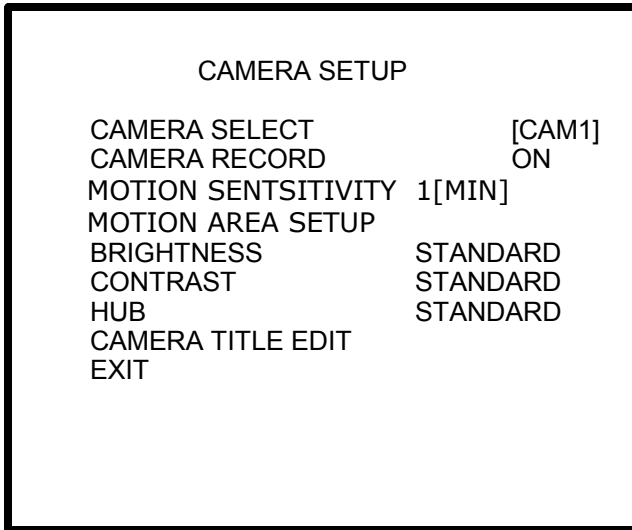 CAMERA SETUP
CAMERA SELECT [CAM1]
CAMERA RECORD ON
MOTION SENTSITIVITY 1[MIN]
MOTION AREA SETUP
BRIGHTNESS STANDARD
CONTRAST STANDARD
HUB STANDARD
CAMERA TITLE EDIT
EXIT